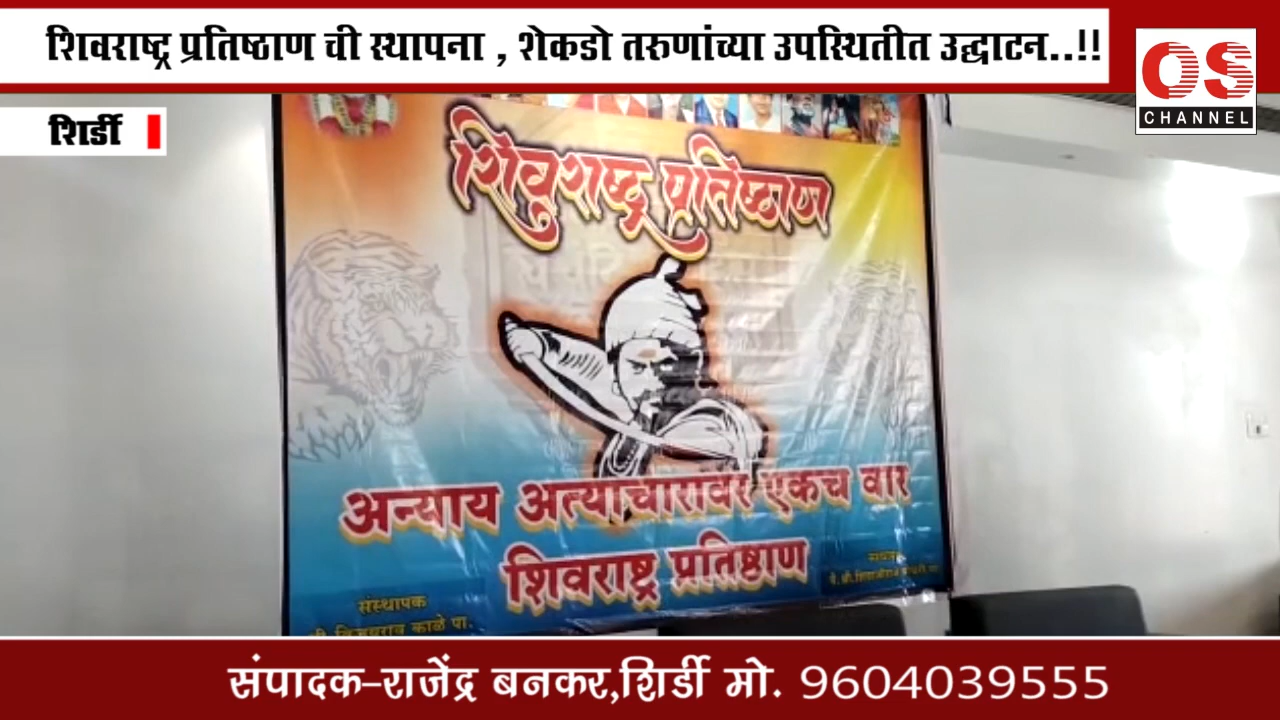 शिवराष्ट्र प्रतिष्ठाण ची स्थापना , शेकडो तरुणांच्या उपस्थितीत उद्घाटन..!!
OS
CHANNEL
शिर्डी
शिवराष्ट्र प्रतिष्ठाण
अन्याय अत्याचारावर एकच वार
शिवराष्ट्र प्रतिष्ठाण
संस्थापक
काळे पा.
संपादक-राजेंद्र बनकर,शिर्डी मो. 9604039555